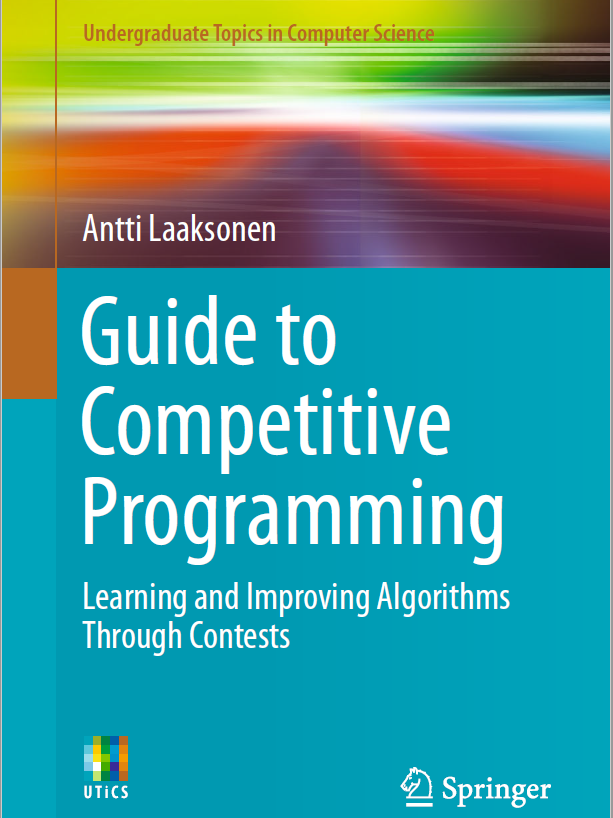 Undergraduate Topics in Computer Science
Antti Laaksonen
Guide to
Competitive
Programming
Learning and Improving Algorithms
Through Contests
UTiCS
Springer